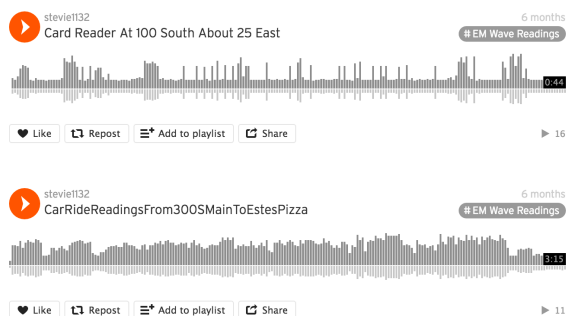 stevie1132
6 months
Card Reader At 100 South About 25 East
# EM Wave Readings
0:44
Like
Repost
Add to playlist
Share
16
stevie1132
6 months
CarRideReadingsFrom300SMainToEstesPizza
# EM Wave Readings
3:15
Like
Repost
Add to playlist
Share
11